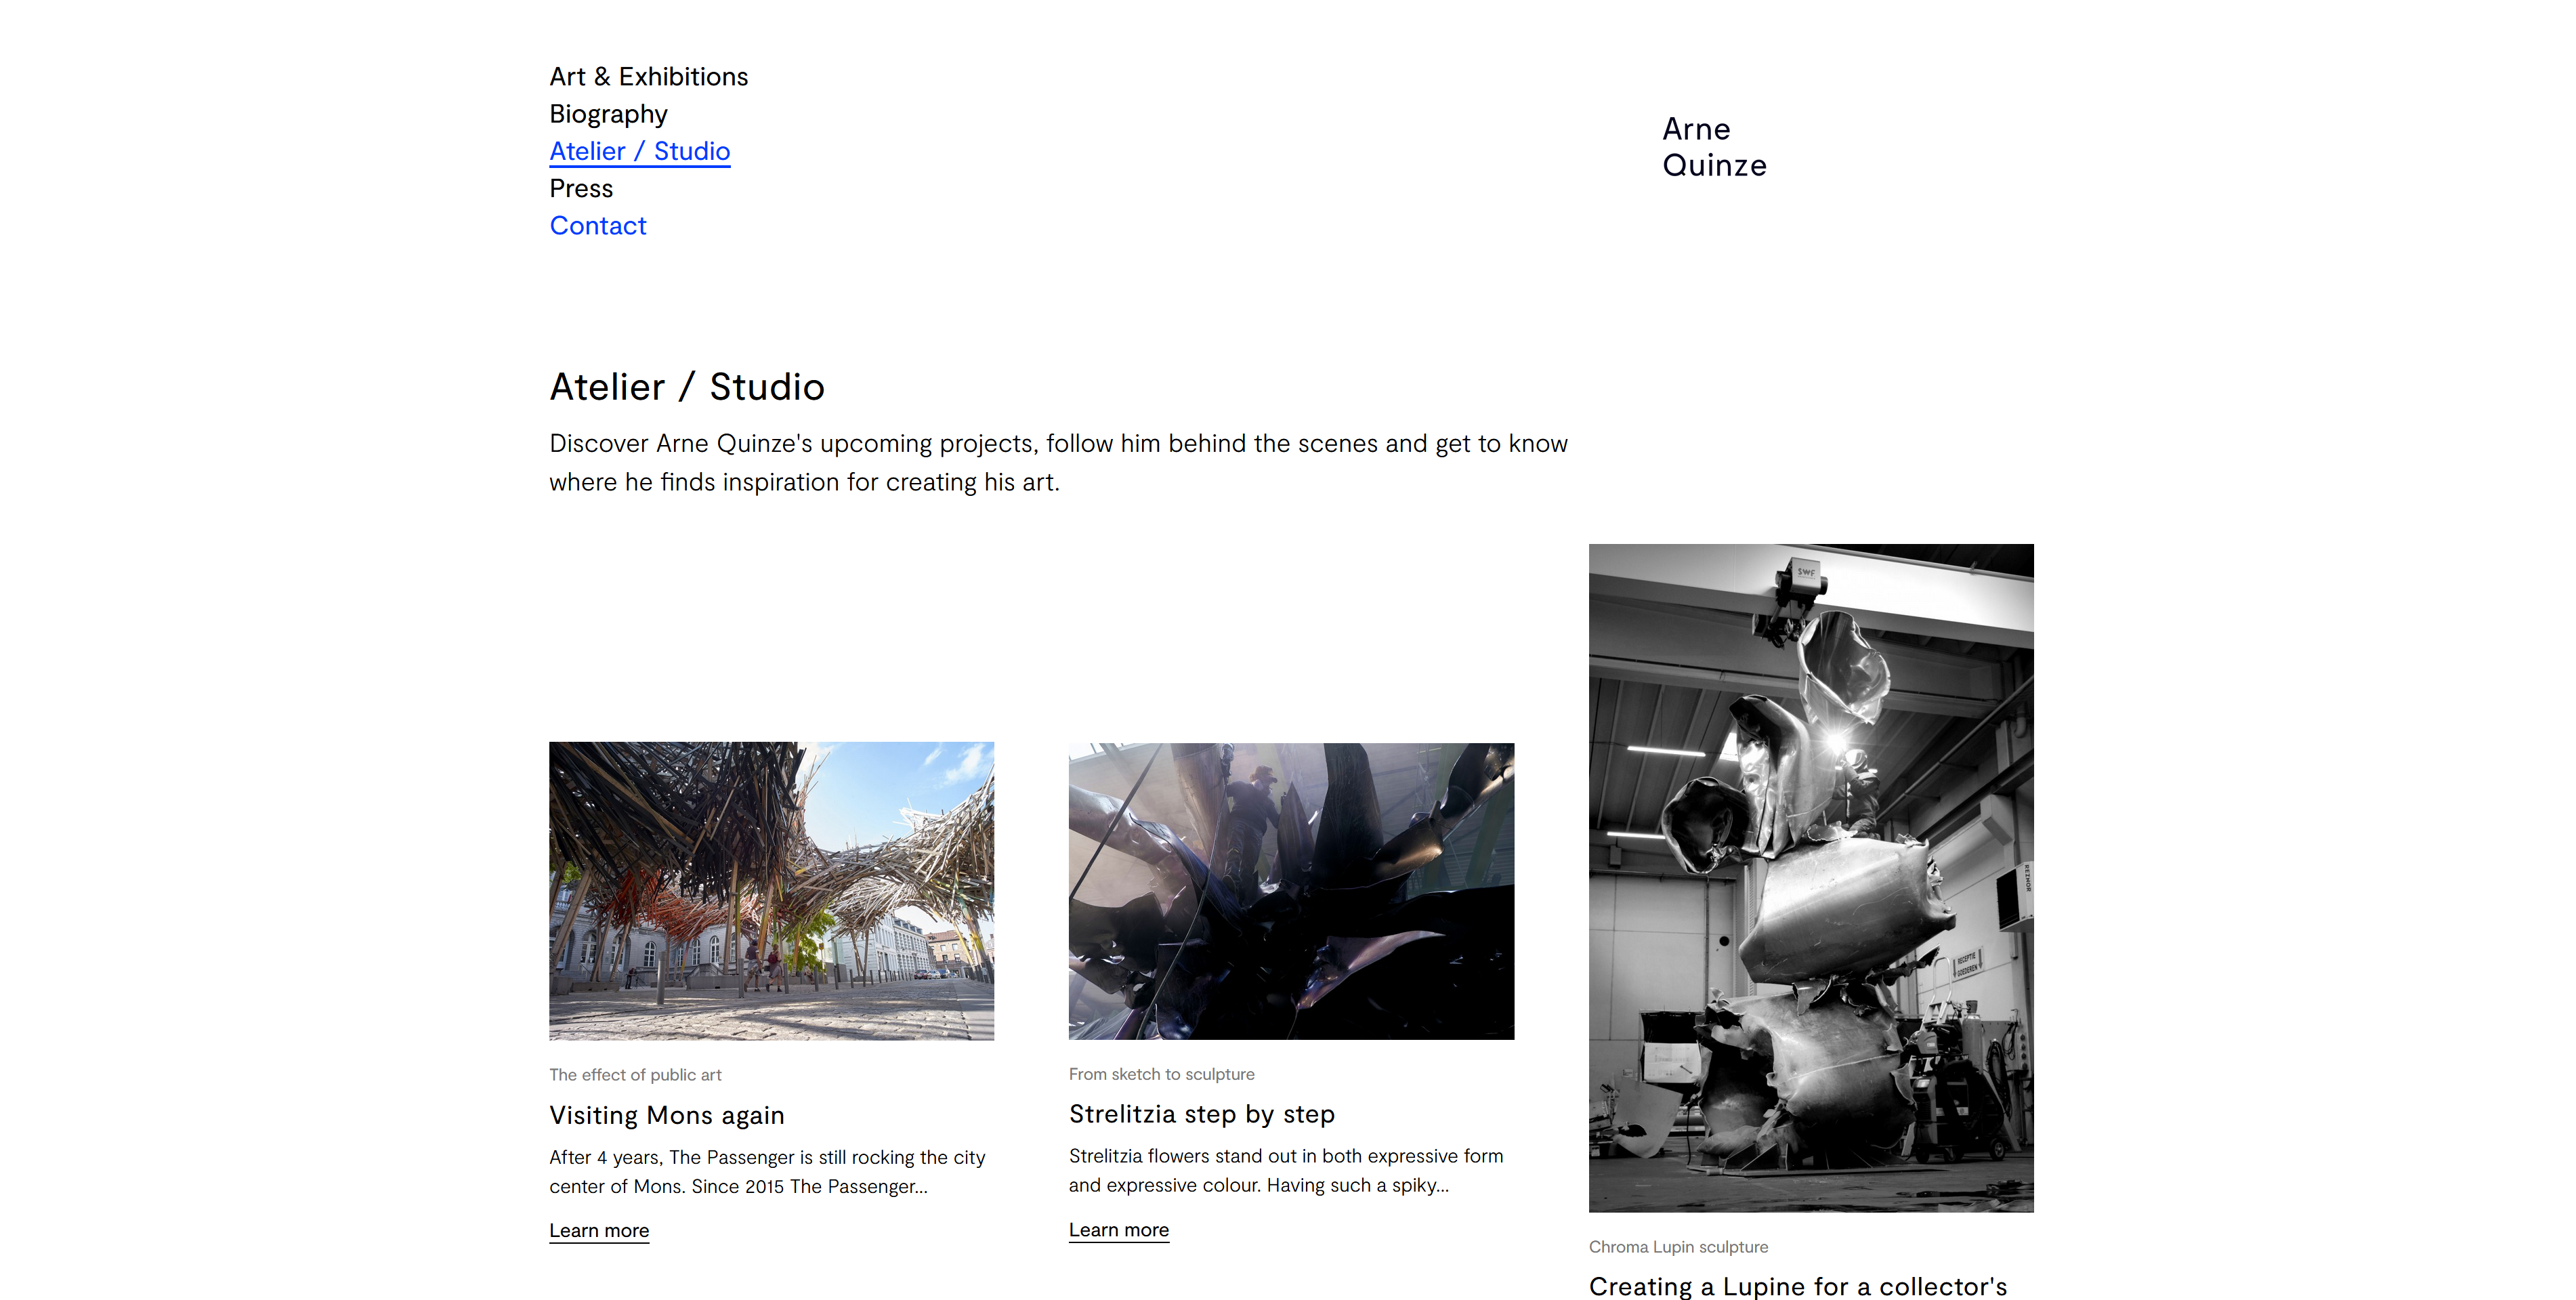 Art & Exhibitions
Biography
Atelier / Studio
Press
Contact
Arne
Quinze
Atelier / Studio
Discover Arne Quinze's upcoming projects, follow him behind the scenes and get to know
where he finds inspiration for creating his art.
The effect of public art
Visiting Mons again
After 4 years, The Passenger is still rocking the city
center of Mons. Since 2015 The Passenger...
Learn more
From sketch to sculpture
Strelitzia step by step
Strelitzia flowers stand out in both expressive form
and expressive colour. Having such a spiky...
Learn more
SWF
REZNOR
RECEPTIE
GOEDEREN
Chroma Lupin sculpture
Creating a Lupine for a collector's